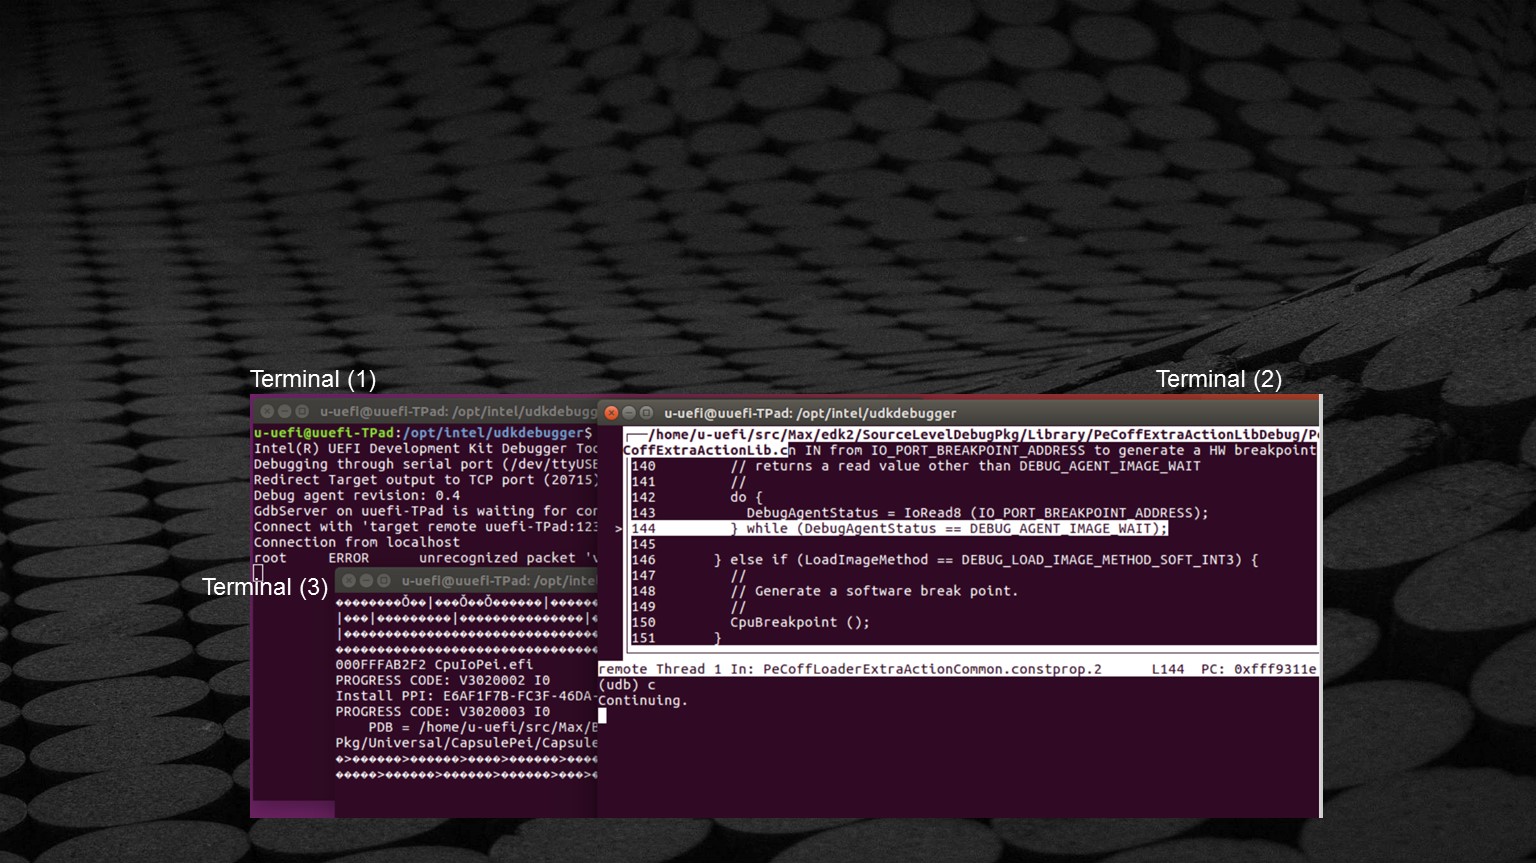 Terminal (1)
Terminal (2)
u-uefi@uuefi-TPad: /opt/intel/udkdebugg
u-uefi@uuefi-TPad:/opt/intel/udkdebugger$
Intel(R) UEFI Development Kit Debugger Too
Debugging through serial port (/dev/ttyUSB
Redirect Target output to TCP port (20715)
Debug agent revision: 0.4
GdbServer on uuefi-TPad is waiting for con
Connect with 'target remote uuefi-TPad:123
Connection from localhost
root     ERROR      unrecognized packet 'v
Terminal (3)
u-uefi@uuefi-TPad: /opt/inte
000FFFAB2F2 CpuIoPei.efi
PROGRESS CODE: V3020002 I0
Install PPI: E6AF1F7B-FC3F-46DA-
PROGRESS CODE: V3020003 I0
PDB = /home/u-uefi/src/Max/B
Pkg/Universal/CapsulePei/Capsule
u-uefi@uuefi-TPad: /opt/intel/udkdebugger
/home/u-uefi/src/Max/edk2/SourceLevelDebugPkg/Library/PeCoffExtraActionLibDebug/Pe
CoffExtraActionLib.cn IN from IO_PORT_BREAKPOINT_ADDRESS to generate a HW breakpoint
140         // returns a read value other than DEBUG_AGENT_IMAGE_WAIT
141         //
142         do {
143           DebugAgentStatus = IoRead8 (IO_PORT_BREAKPOINT_ADDRESS);
>144         } while (DebugAgentStatus == DEBUG_AGENT_IMAGE_WAIT);
145
146       } else if (LoadImageMethod == DEBUG_LOAD_IMAGE_METHOD_SOFT_INT3) {
147         //
148         // Generate a software break point.
149         //
150         CpuBreakpoint ();
151       }
remote Thread 1 In: PeCoffLoaderExtraActionCommon.constprop.2      L144  PC: 0xfff9311e
(udb) c
Continuing.